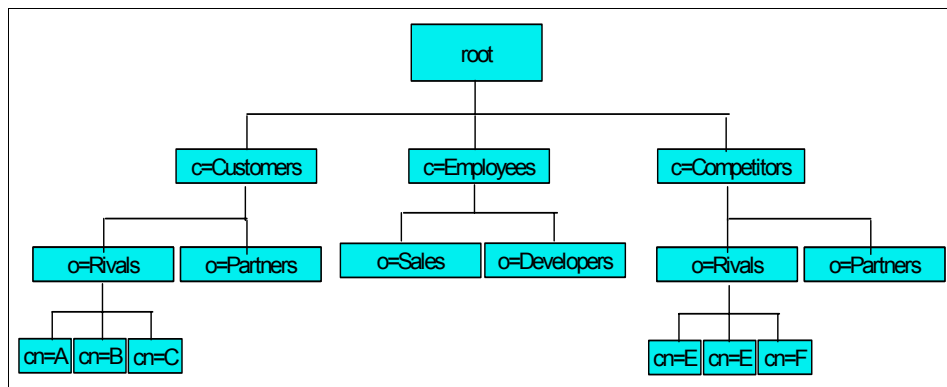 root
c=Customers
c=Employees
c=Competitors
o=Rivals
o=Partners
o=Sales
o=Developers
o=Rivals
o=Partners
cn=A
cn=B
cn=C
cn=E
cn=E
cn=F